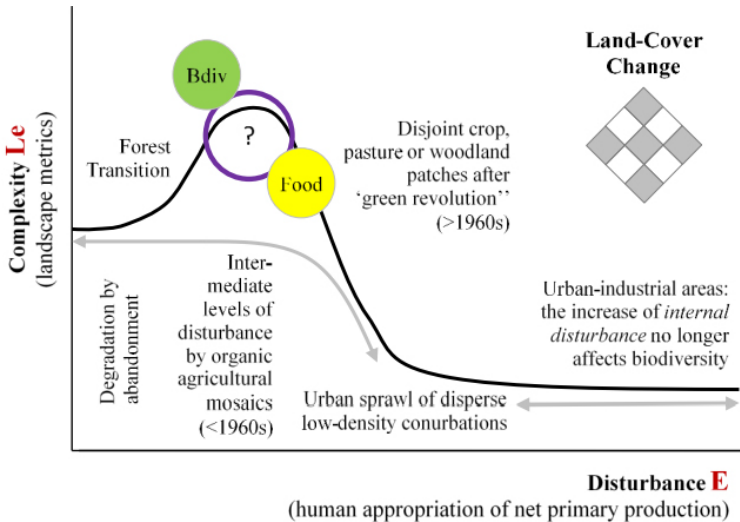 Complexity Le
(landscape metrics)
Bdiv
?
Food
Forest
Transition
Land-Cover
Change
Disjoint crop,
pasture or woodland
patches after
‘green revolution’’
(>1960s)
Degradation by
abandonment
Inter-
mediate
levels of
disturbance
by organic
agricultural
mosaics
(<1960s)
Urban-industrial areas:
the increase of internal
disturbance no longer
affects biodiversity
Urban sprawl of disperse
low-density conurbations
Disturbance E
(human appropriation of net primary production)